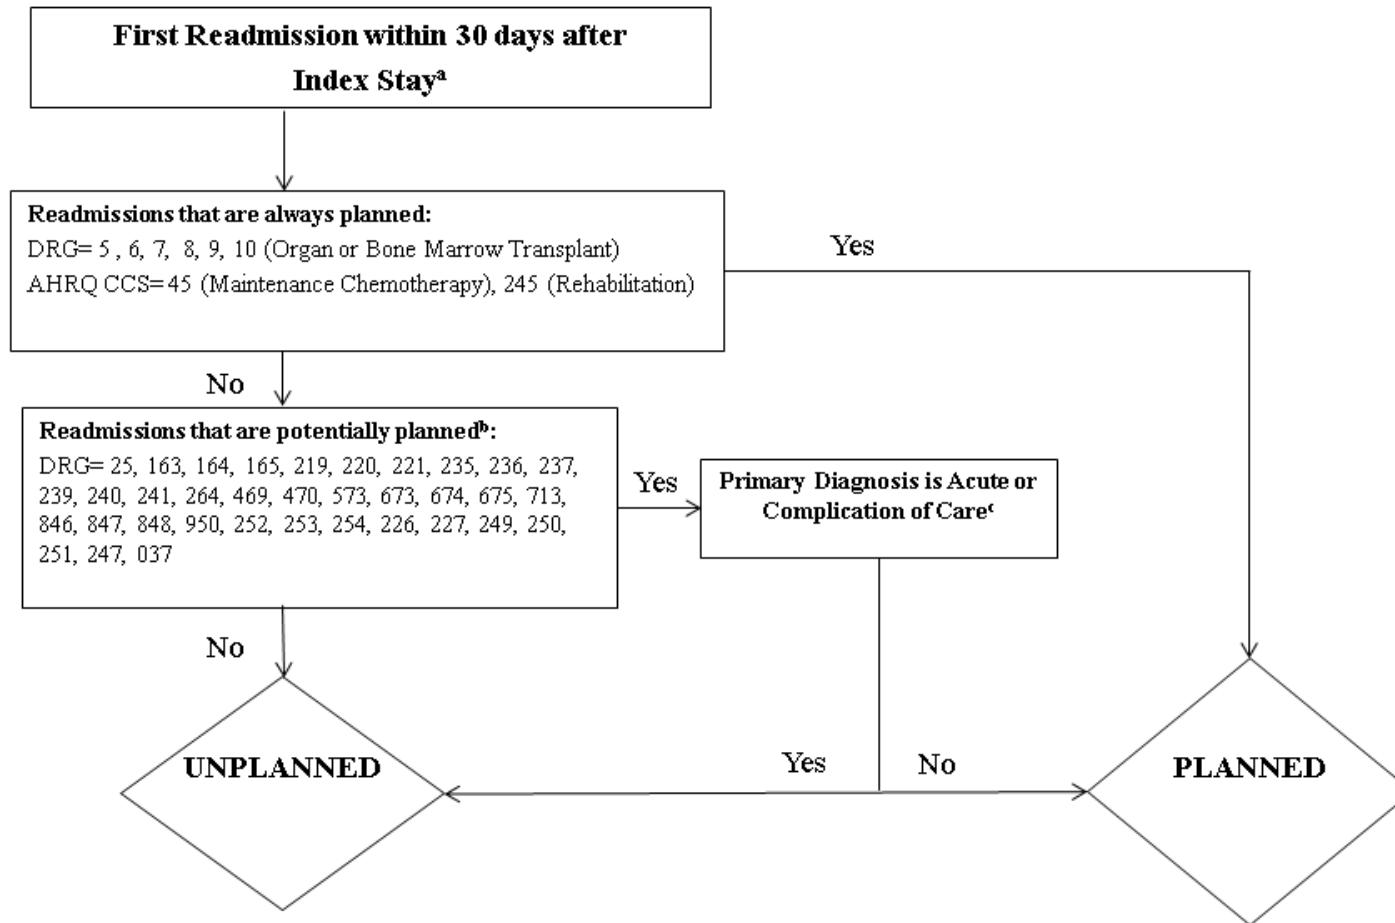 First Readmission within 30 days after
Index Stayᵃ
Readmissions that are always planned:
DRG= 5 , 6, 7, 8, 9, 10 (Organ or Bone Marrow Transplant)
AHRQ CCS= 45 (Maintenance Chemotherapy), 245 (Rehabilitation)
Yes
No
Readmissions that are potentially plannedᵇ:
DRG= 25, 163, 164, 165, 219, 220, 221, 235, 236, 237,
239, 240, 241, 264, 469, 470, 573, 673, 674, 675, 713,
846, 847, 848, 950, 252, 253, 254, 226, 227, 249, 250,
251, 247, 037
Yes
Primary Diagnosis is Acute or
Complication of Careᶜ
No
UNPLANNED
Yes
No
PLANNED